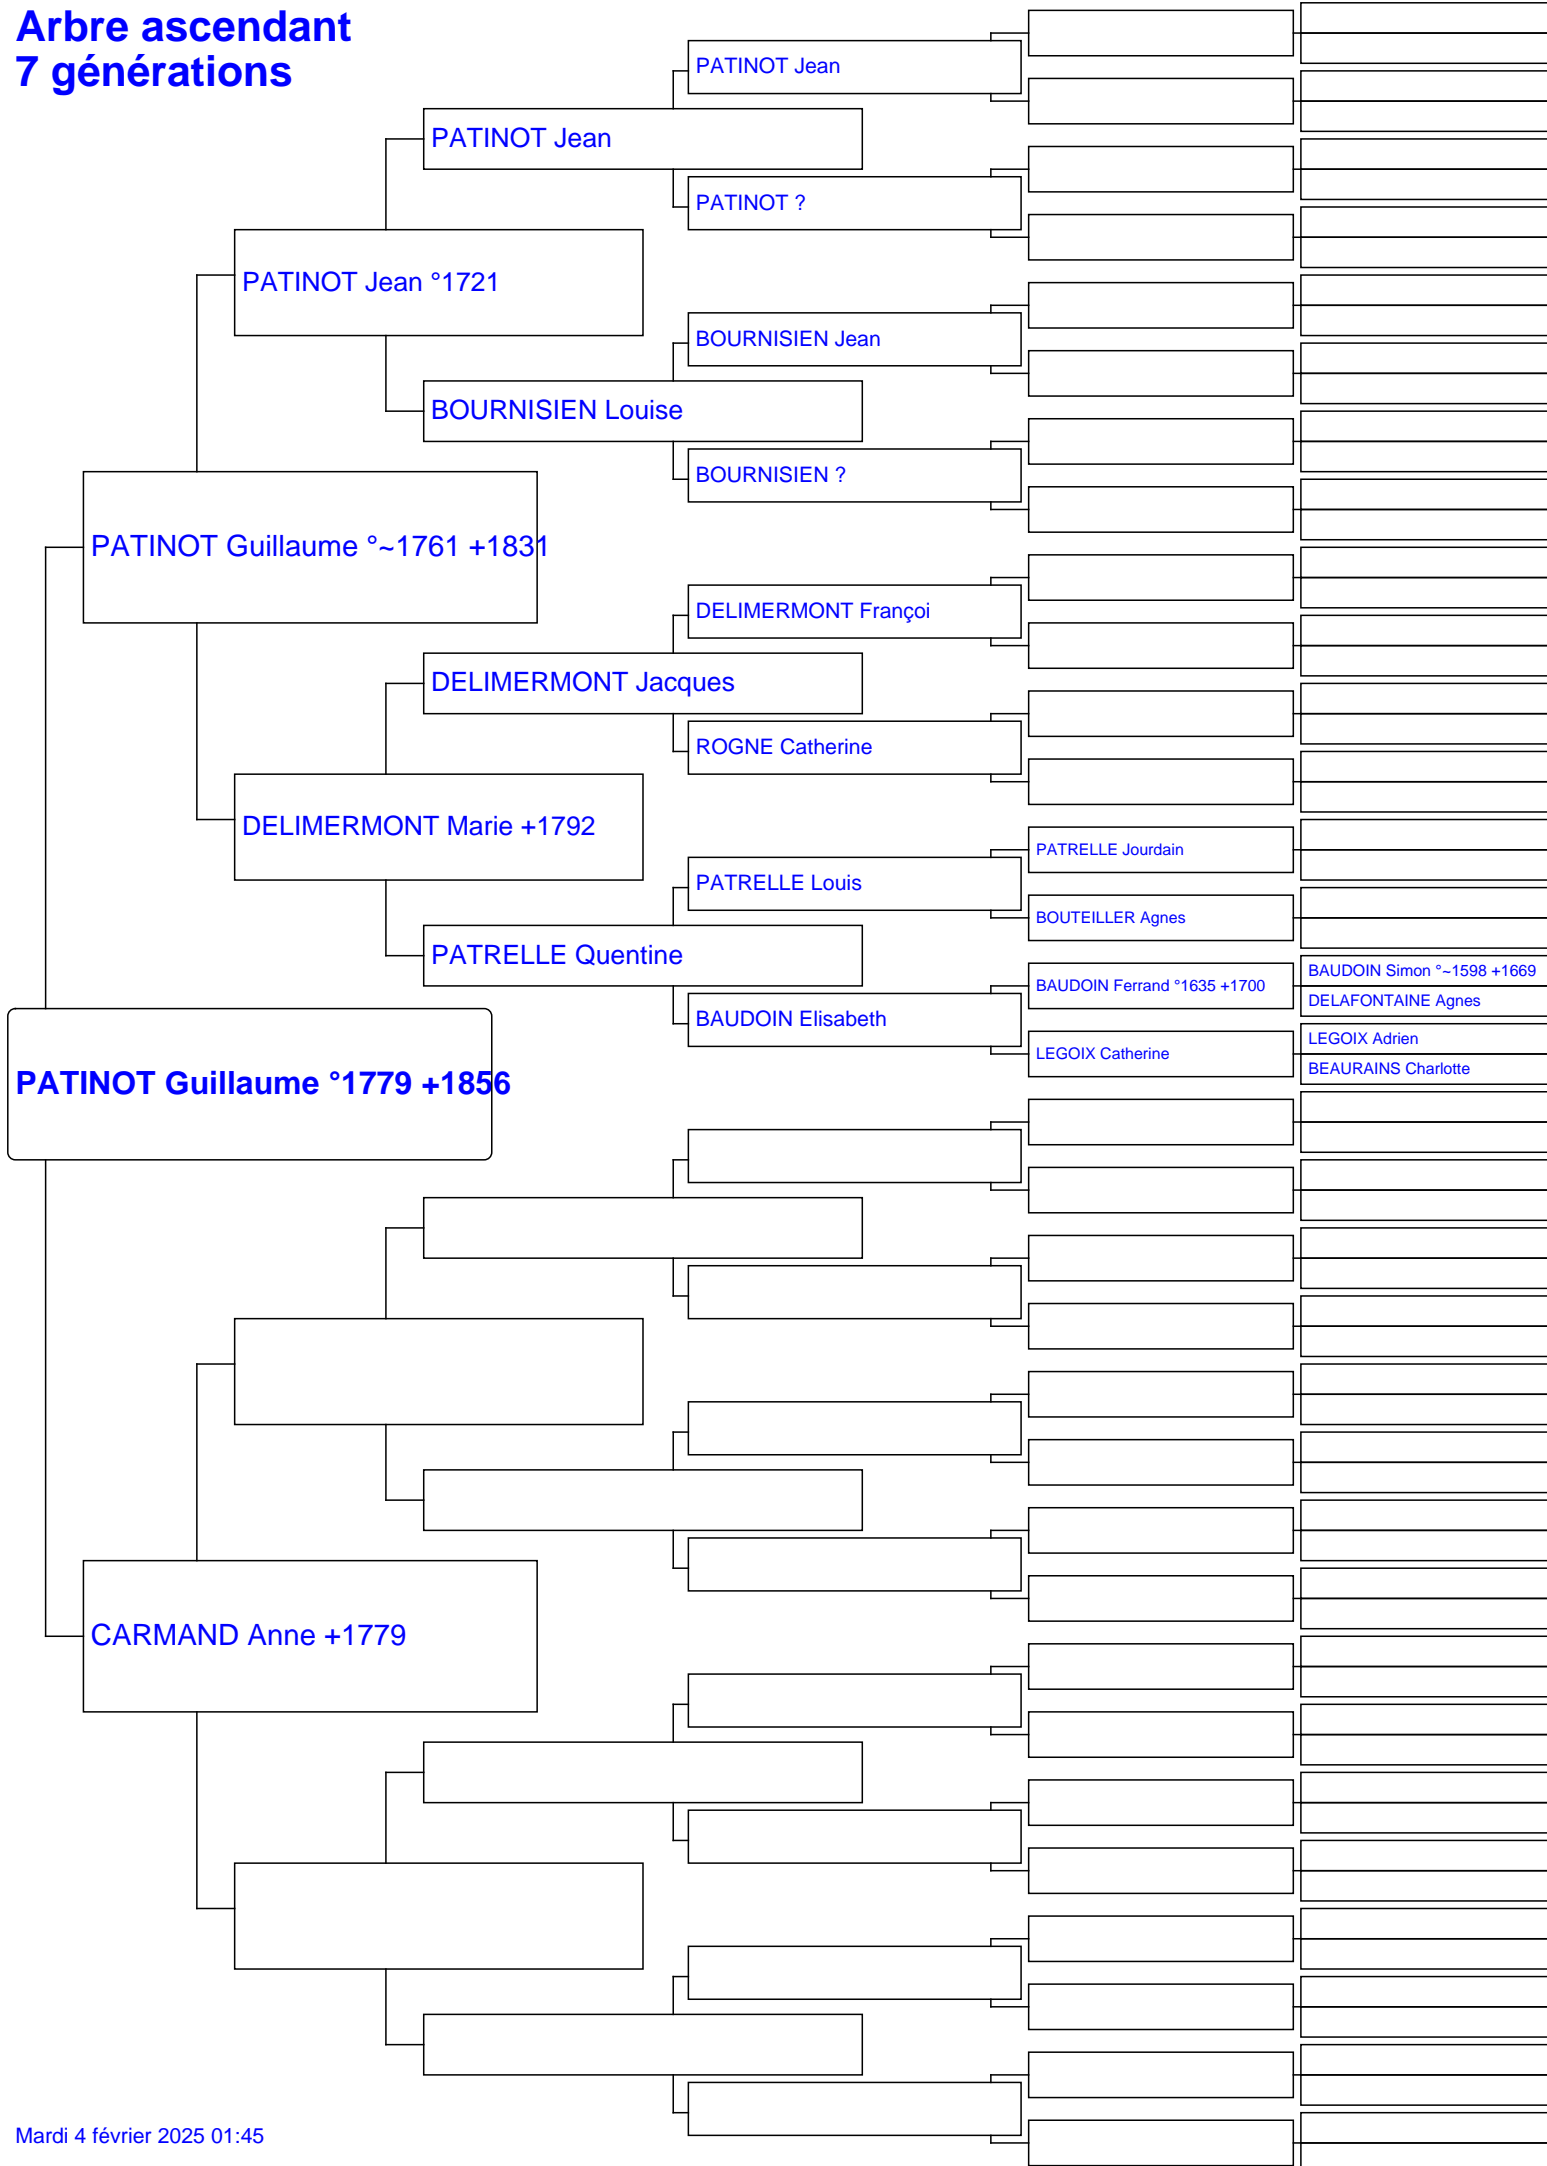 Arbre ascendant
7 générations
PATINOT Jean
PATINOT Jean
PATINOT ?
PATINOT Jean °1721
BOURNISIEN Jean
BOURNISIEN Louise
BOURNISIEN ?
PATINOT Guillaume °~1761 +1831
DELIMERMONT Françoi
DELIMERMONT Jacques
ROGNE Catherine
DELIMERMONT Marie +1792
PATRELLE Jourdain
PATRELLE Louis
BOUTEILLER Agnes
PATRELLE Quentine
BAUDOIN Simon °~1598 +1669
BAUDOIN Ferrand °1635 +1700
DELAFONTAINE Agnes
BAUDOIN Elisabeth
LEGOIX Adrien
LEGOIX Catherine
BEAURAINS Charlotte
PATINOT Guillaume °1779 +1856
CARMAND Anne +1779
Mardi 4 février 2025 01:45